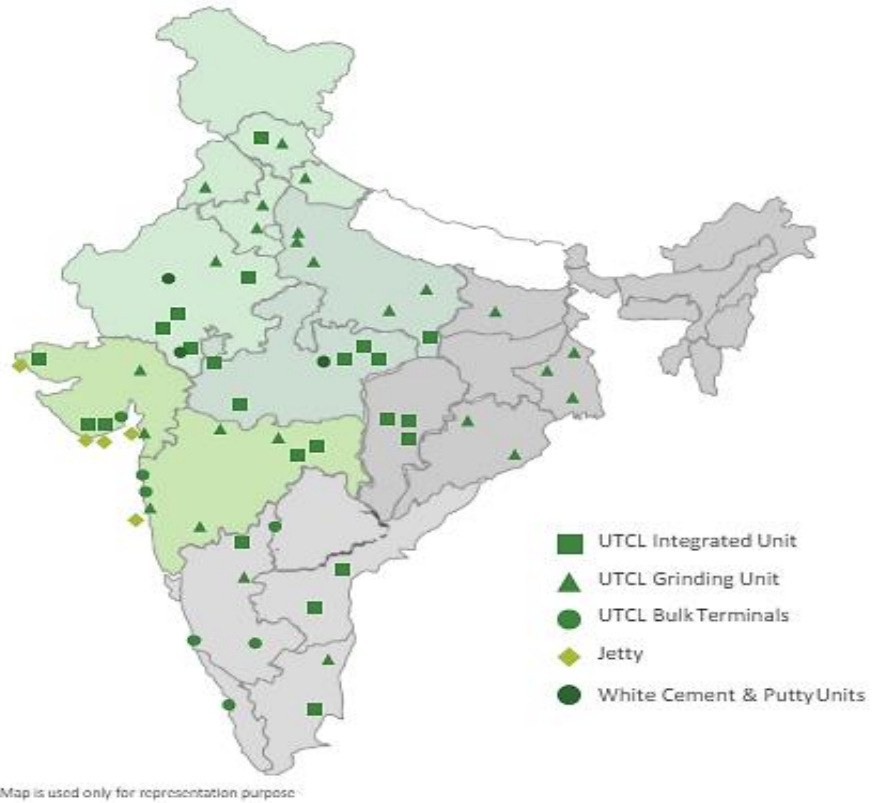 UTCL Integrated Unit
UTCL Grinding Unit
UTCL Bulk Terminals
Jetty
White Cement & Putty Units
Map is used only for representation purpose